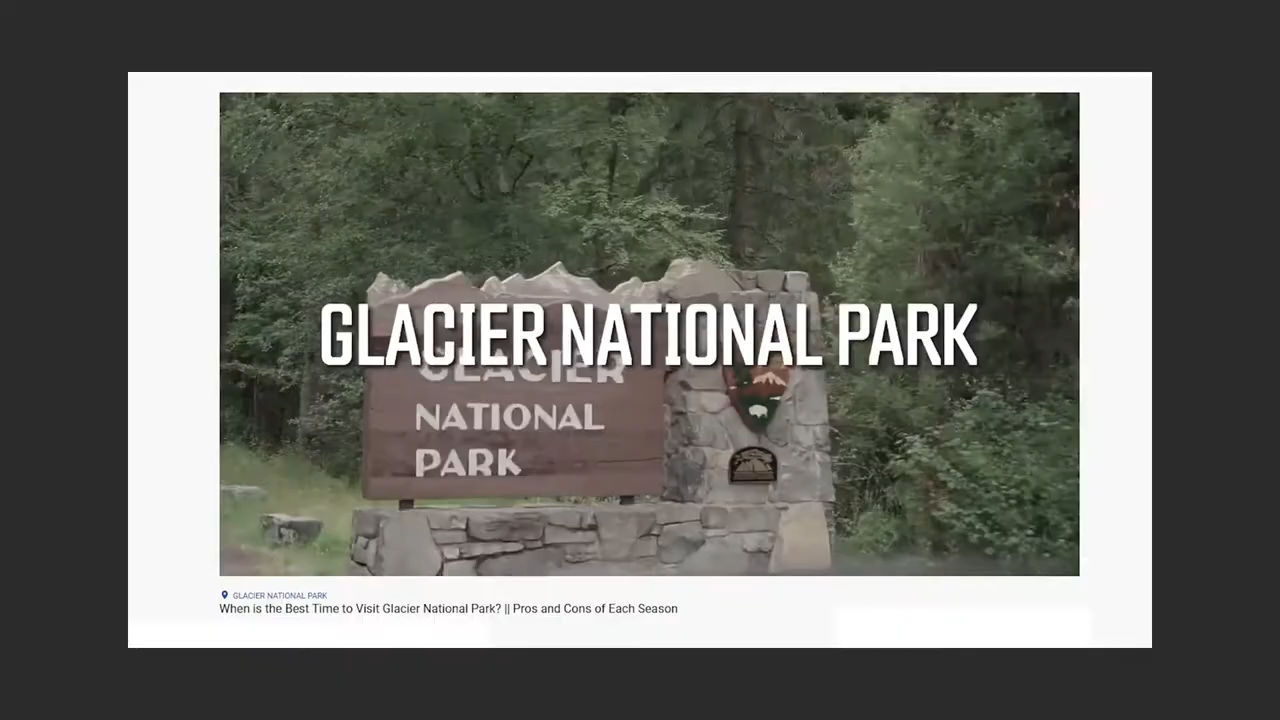 GLACIER NATIONAL PARK
GLACIER
NATIONAL
PARK
GLACIER NATIONAL PARK
When is the Best Time to Visit Glacier National Park? || Pros and Cons of Each Season